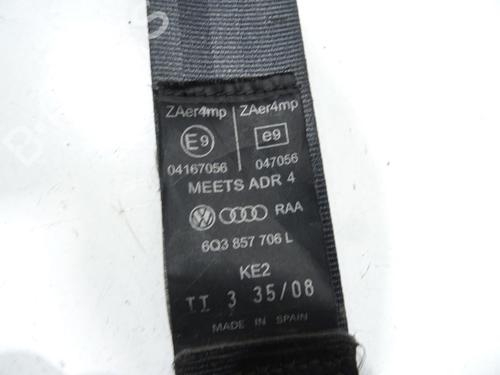 ZAer4mp ZAer4mp
E9 e9
04167056 047056
MEETS ADR 4
RAA
6Q3 857 706 L
KE2
TT 3 35/08
MADE IN SPAIN